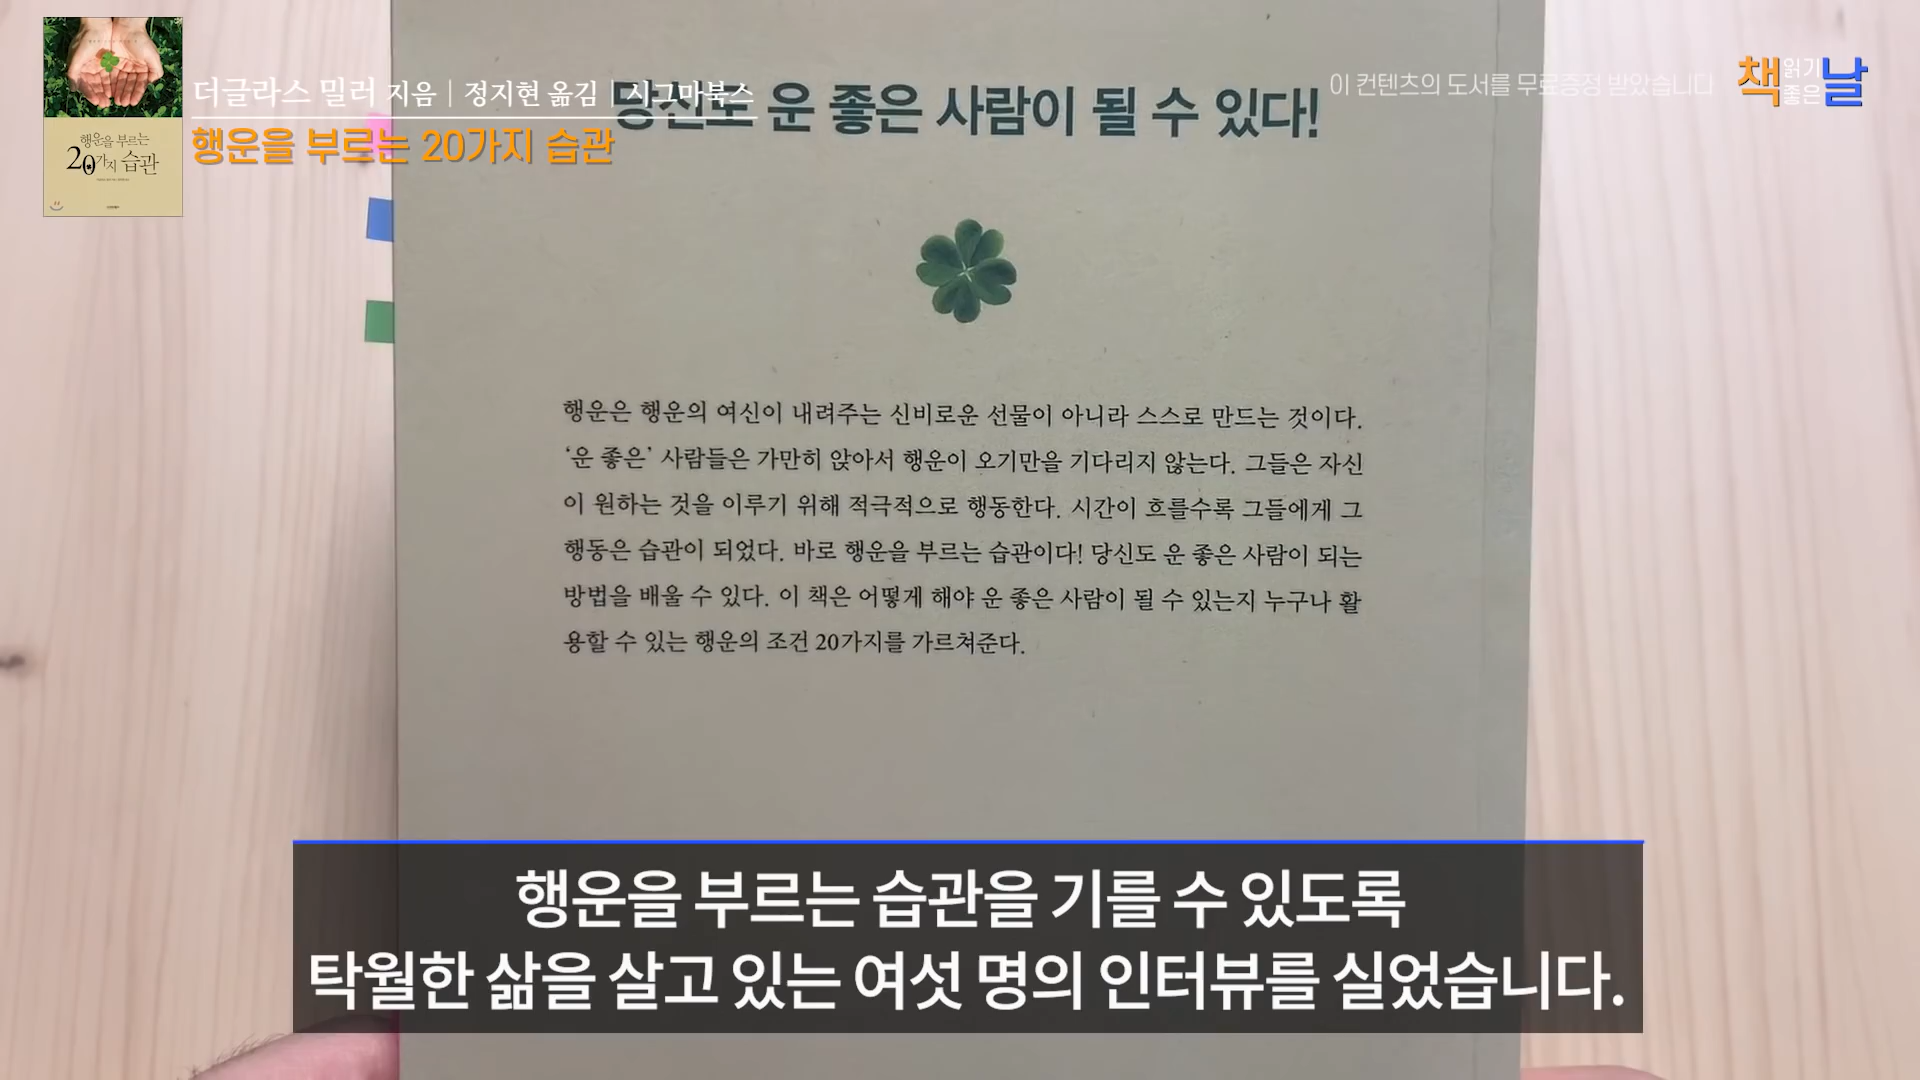 더글라스 밀러 지음 | 정지현 옮김 | 시그마북스
행운을 부르는 20가지 습관
행운을 부르는
20가지 습관
이 컨텐츠의 도서를 무료증정 받았습니다
책 읽기 좋은 날
당신도 운 좋은 사람이 될 수 있다!
행운은 행운의 여신이 내려주는 신비로운 선물이 아니라 스스로 만드는 것이다.
‘운 좋은’ 사람들은 가만히 앉아서 행운이 오기만을 기다리지 않는다. 그들은 자신
이 원하는 것을 이루기 위해 적극적으로 행동한다. 시간이 흐를수록 그들에게 그
행동은 습관이 되었다. 바로 행운을 부르는 습관이다! 당신도 운 좋은 사람이 되는
방법을 배울 수 있다. 이 책은 어떻게 해야 운 좋은 사람이 될 수 있는지 누구나 활
용할 수 있는 행운의 조건 20가지를 가르쳐준다.
행운을 부르는 습관을 기를 수 있도록
탁월한 삶을 살고 있는 여섯 명의 인터뷰를 실었습니다.